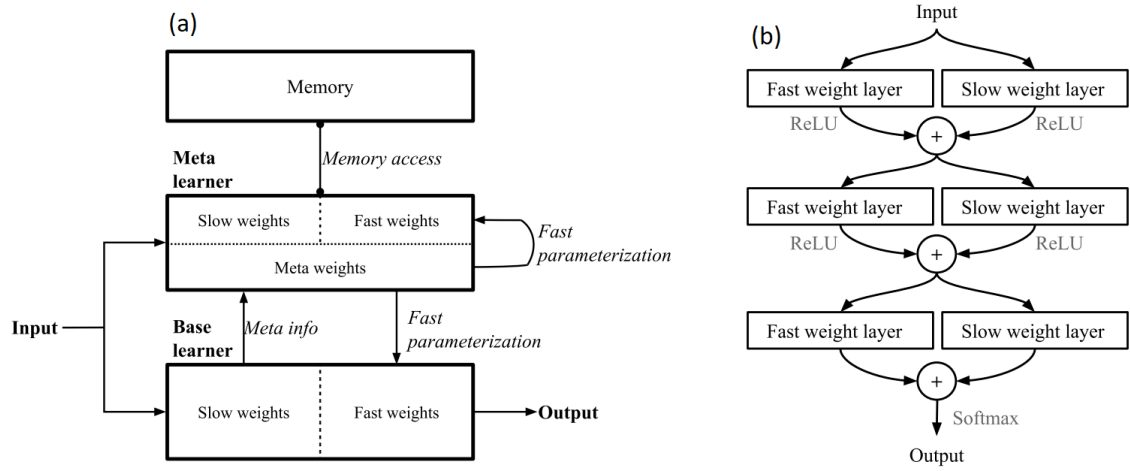 (a)
Memory
Memory access
Meta
learner
Slow weights
Fast weights
Meta weights
Fast
parameterization
Input
Base
learner
Meta info
Fast
parameterization
Slow weights
Fast weights
Output
(b)
Input
Fast weight layer
Slow weight layer
ReLU
+
ReLU
Fast weight layer
Slow weight layer
ReLU
+
ReLU
Fast weight layer
Slow weight layer
+
Softmax
Output